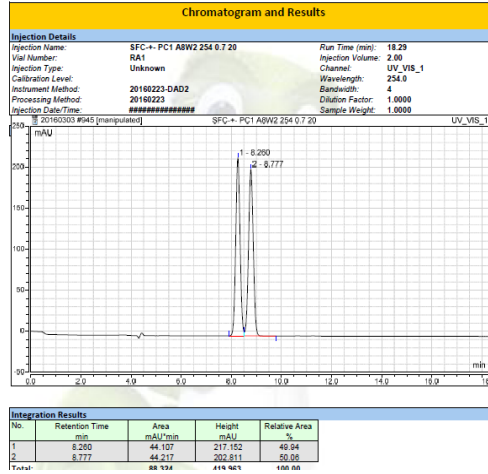 Chromatogram and Results
Injection Details
Injection Name: SFC-+- PC1 A8W2 254 0.7 20 Run Time (min): 18.29
Vial Number: RA1 Injection Volume: 2.00
Injection Type: Unknown Channel: UV_VIS_1
Calibration Level: Wavelength: 254.0
Instrument Method: 20160223-DAD2 Bandwidth: 4
Processing Method: 20160223 Dilution Factor: 1.0000
Injection Date/Time: ############### Sample Weight: 1.0000
20160303 #945 [manipulated] SFC-+- PC1 A8W2 254 0.7 20 UV_VIS_1
250 mAU
1 - 8.260
2 - 8.777
200
150
100
50
0
-90 min
0.0 2.0 4.0 6.0 8.0 10.0 12.0 14.0 16.0
Integration Results
No. Retention Time Area Height Relative Area
min mAU*min mAU %
1 8.260 44.107 217.152 49.94
2 8.777 44.217 202.811 50.06
Total: 88.324 419.963 100.00